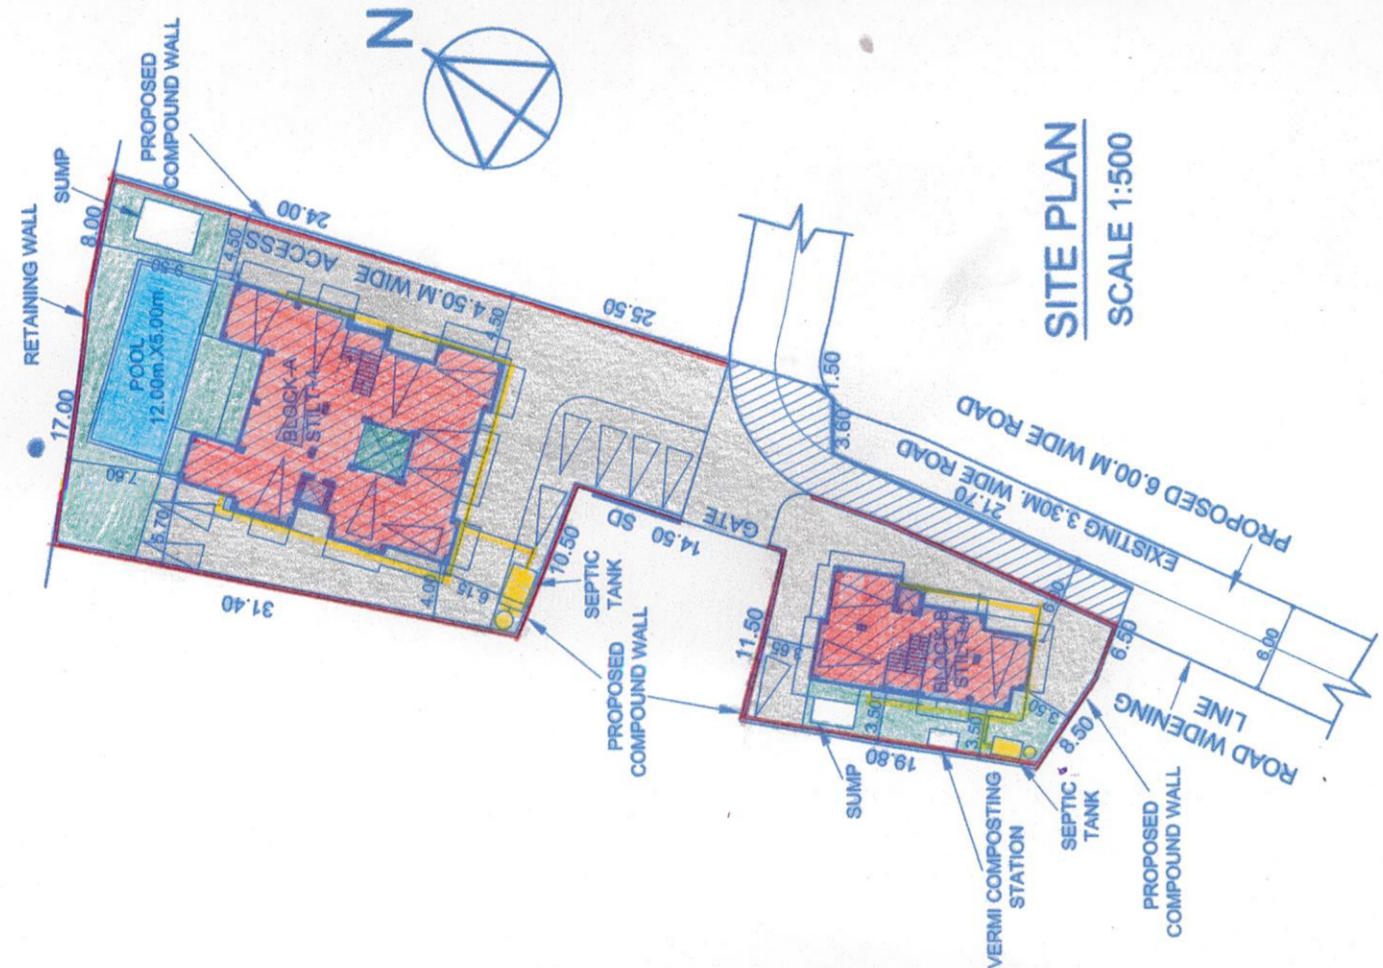 N
SITE PLAN
SCALE 1:500
PROPOSED
COMPOUND WALL
SUMP
RETAINING WALL
8.00
17.00
24.00
4.50
4.50.M WIDE ACCESS
POOL
12.00mX5.00m
7.60
5.70
BLOCK-A
4.50
25.50
31.40
4.00
6.15
10.50
SEPTIC
TANK
PROPOSED
COMPOUND WALL
SD
14.50
GATE
1.50
3.60
21.70
EXISTING 3.30M. WIDE ROAD
PROPOSED 6.00.M WIDE ROAD
11.50
3.65
BLOCK-B
3.50
3.50
3.50
19.80
6.50
8.50
6.00
ROAD WIDENING
LINE
SUMP
VERMI COMPOSTING
STATION
SEPTIC
TANK
PROPOSED
COMPOUND WALL